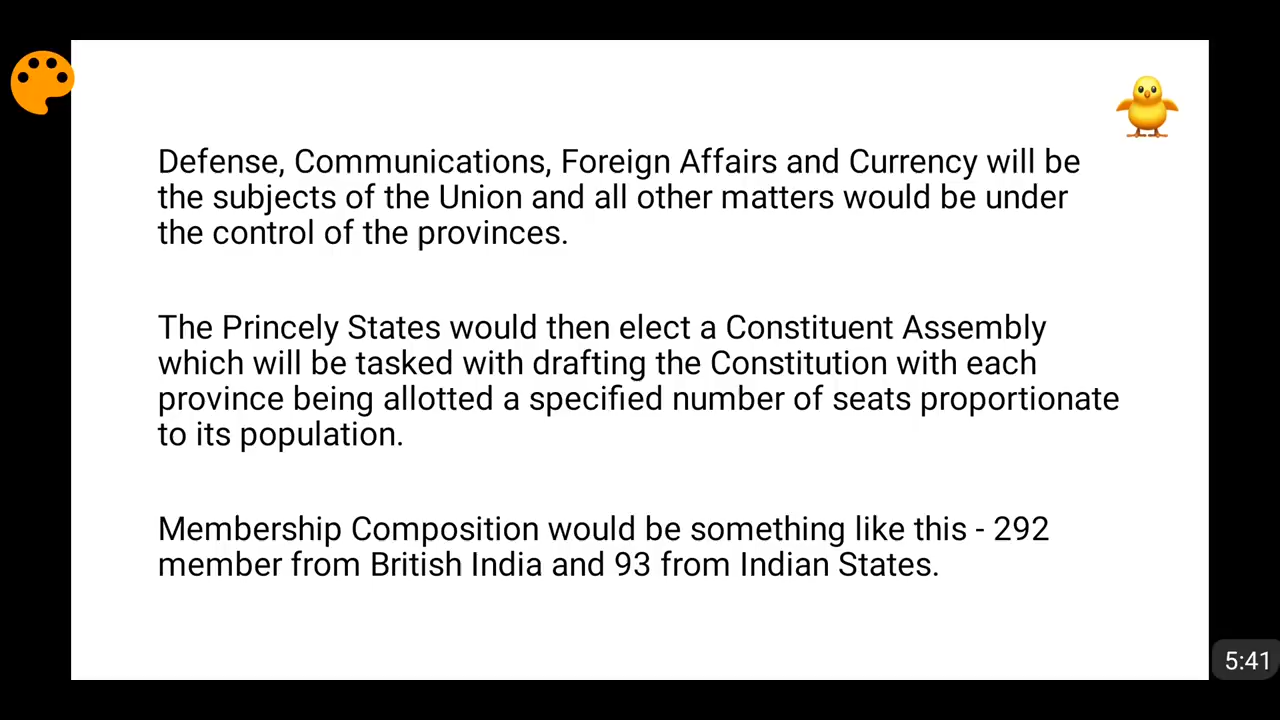 Defense, Communications, Foreign Affairs and Currency will be
the subjects of the Union and all other matters would be under
the control of the provinces.
The Princely States would then elect a Constituent Assembly
which will be tasked with drafting the Constitution with each
province being allotted a specified number of seats proportionate
to its population.
Membership Composition would be something like this - 292
member from British India and 93 from Indian States.
5:41